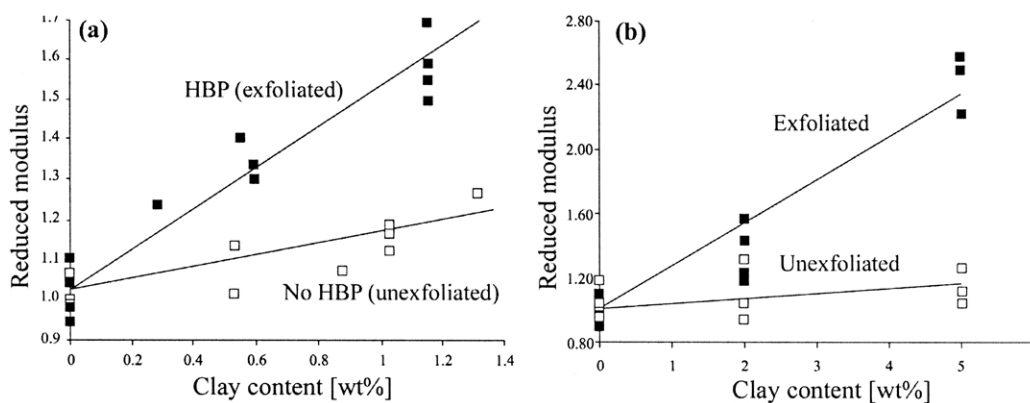 (a)
1.7
1.6
1.5
1.4
1.3
1.2
1.1
1.0
0.9
Reduced modulus
HBP (exfoliated)
No HBP (unexfoliated)
0 0.2 0.4 0.6 0.8 1 1.2 1.4
Clay content [wt%]
(b)
2.80
2.40
2.00
1.60
1.20
0.80
Reduced modulus
Exfoliated
Unexfoliated
0 1 2 3 4 5
Clay content [wt%]